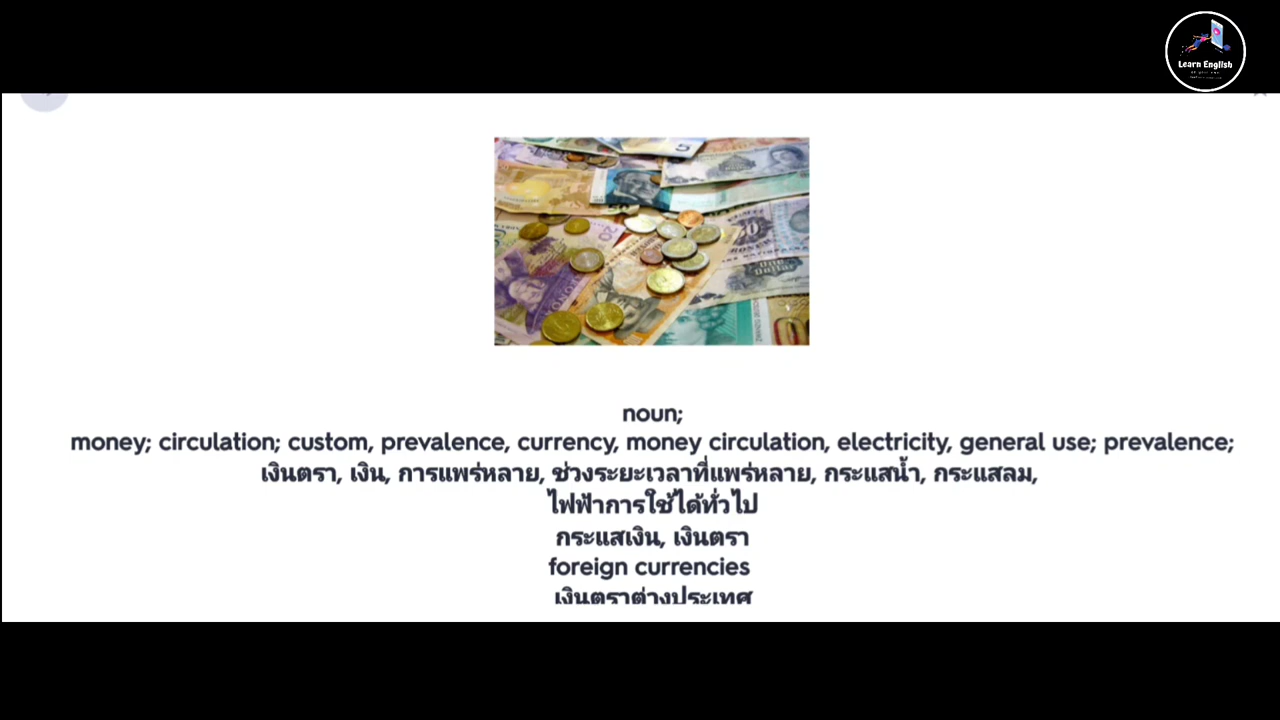 Learn English
noun;
money; circulation; custom, prevalence, currency, money circulation, electricity, general use; prevalence;
เงินตรา, เงิน, การแพร่หลาย, ช่วงระยะเวลาที่แพร่หลาย, กระแสน้ำ, กระแสลม,
ไฟฟ้าการใช้ได้ทั่วไป
กระแสเงิน, เงินตรา
foreign currencies
เงินตราต่างประเทศ